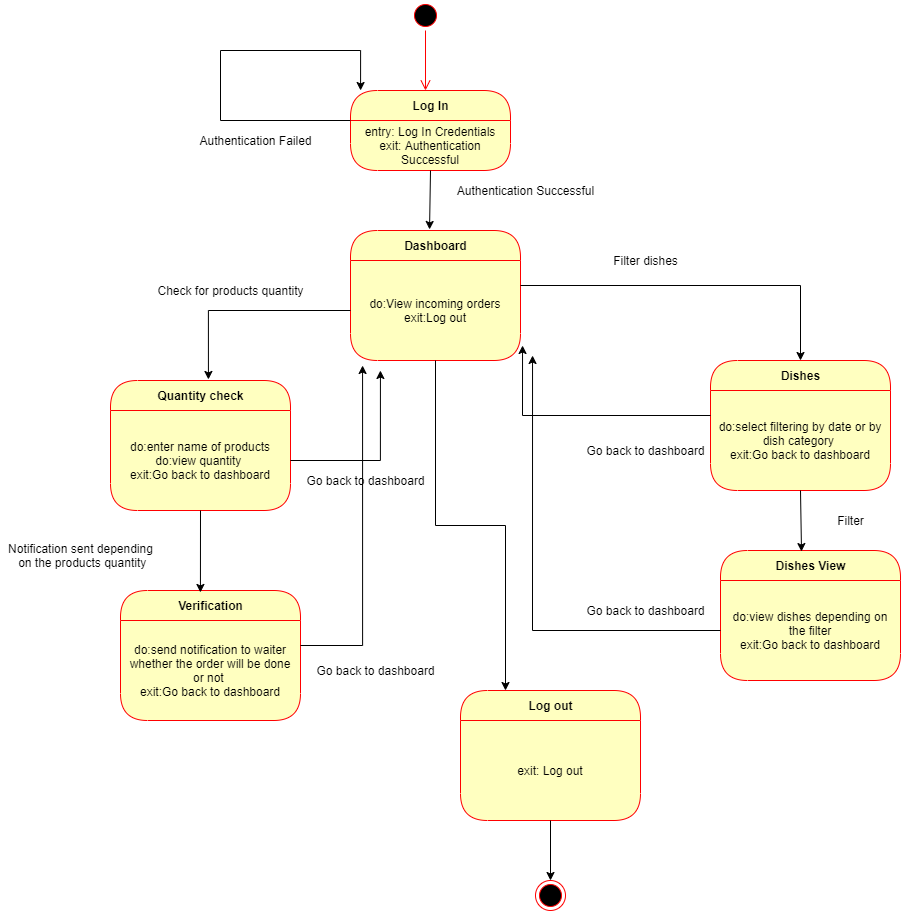 Log In
entry: Log In Credentials
exit: Authentication
Successful
Authentication Failed
Authentication Successful
Dashboard
do:View incoming orders
exit:Log out
Filter dishes
Check for products quantity
Quantity check
do:enter name of products
do:view quantity
exit:Go back to dashboard
Go back to dashboard
Dishes
do:select filtering by date or by
dish category
exit:Go back to dashboard
Go back to dashboard
Filter
Notification sent depending
on the products quantity
Verification
do:send notification to waiter
whether the order will be done
or not
exit:Go back to dashboard
Go back to dashboard
Dishes View
do:view dishes depending on
the filter
exit:Go back to dashboard
Go back to dashboard
Log out
exit: Log out